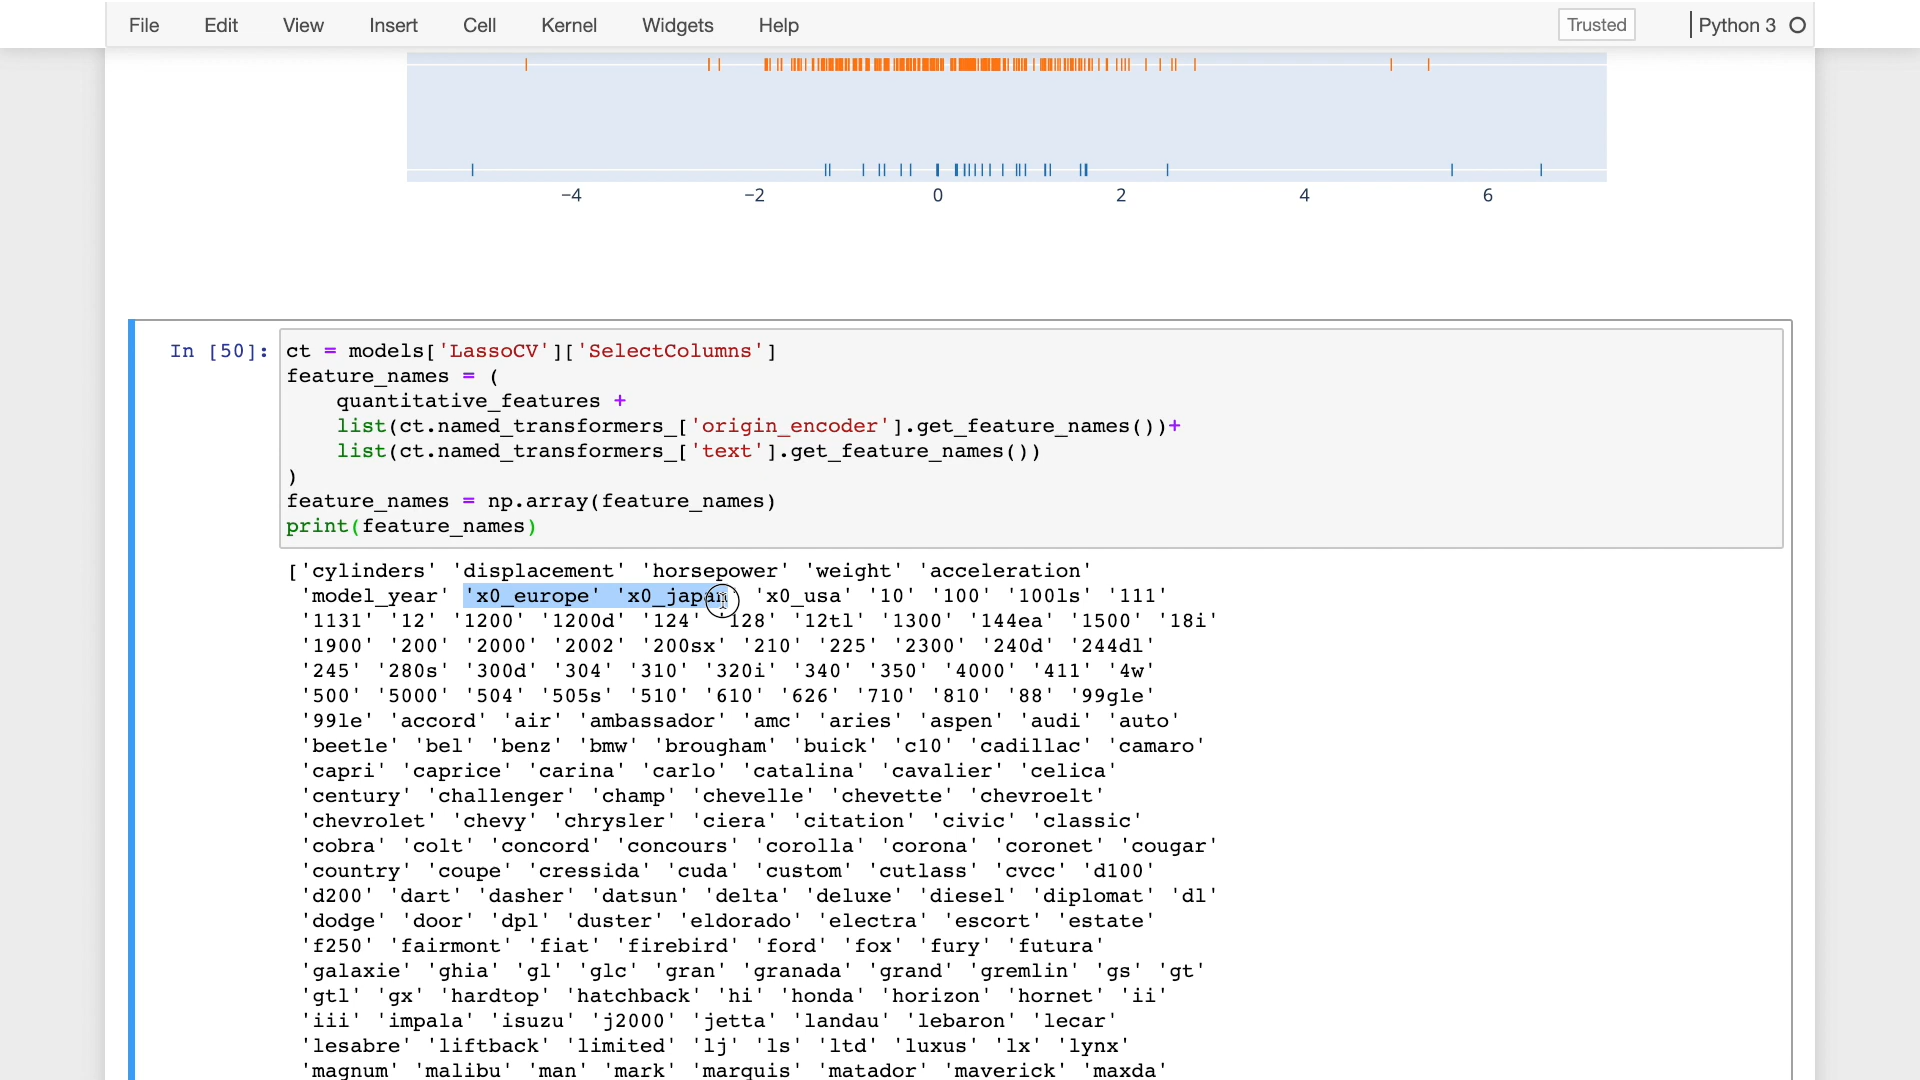 File Edit View Insert Cell Kernel Widgets Help Trusted Python 3
−4 −2 0 2 4 6
In [50]: ct = models['LassoCV']['SelectColumns']
feature_names = (
quantitative_features +
list(ct.named_transformers_['origin_encoder'].get_feature_names())+
list(ct.named_transformers_['text'].get_feature_names())
)
feature_names = np.array(feature_names)
print(feature_names)
['cylinders' 'displacement' 'horsepower' 'weight' 'acceleration'
'model_year' 'x0_europe' 'x0_japan' 'x0_usa' '10' '100' '100ls' '111'
'1131' '12' '1200' '1200d' '124' '128' '12tl' '1300' '144ea' '1500' '18i'
'1900' '200' '2000' '2002' '200sx' '210' '225' '2300' '240d' '244dl'
'245' '280s' '300d' '304' '310' '320i' '340' '350' '4000' '411' '4w'
'500' '5000' '504' '505s' '510' '610' '626' '710' '810' '88' '99gle'
'99le' 'accord' 'air' 'ambassador' 'amc' 'aries' 'aspen' 'audi' 'auto'
'beetle' 'bel' 'benz' 'bmw' 'brougham' 'buick' 'c10' 'cadillac' 'camaro'
'capri' 'caprice' 'carina' 'carlo' 'catalina' 'cavalier' 'celica'
'century' 'challenger' 'champ' 'chevelle' 'chevette' 'chevroelt'
'chevrolet' 'chevy' 'chrysler' 'ciera' 'citation' 'civic' 'classic'
'cobra' 'colt' 'concord' 'concours' 'corolla' 'corona' 'coronet' 'cougar'
'country' 'coupe' 'cressida' 'cuda' 'custom' 'cutlass' 'cvcc' 'd100'
'd200' 'dart' 'dasher' 'datsun' 'delta' 'deluxe' 'diesel' 'diplomat' 'dl'
'dodge' 'door' 'dpl' 'duster' 'eldorado' 'electra' 'escort' 'estate'
'f250' 'fairmont' 'fiat' 'firebird' 'ford' 'fox' 'fury' 'futura'
'galaxie' 'ghia' 'gl' 'glc' 'gran' 'granada' 'grand' 'gremlin' 'gs' 'gt'
'gtl' 'gx' 'hardtop' 'hatchback' 'hi' 'honda' 'horizon' 'hornet' 'ii'
'iii' 'impala' 'isuzu' 'j2000' 'jetta' 'landau' 'lebaron' 'lecar'
'lesabre' 'liftback' 'limited' 'lj' 'ls' 'ltd' 'luxus' 'lx' 'lynx'
'magnum' 'malibu' 'man' 'mark' 'marquis' 'matador' 'maverick' 'maxda'